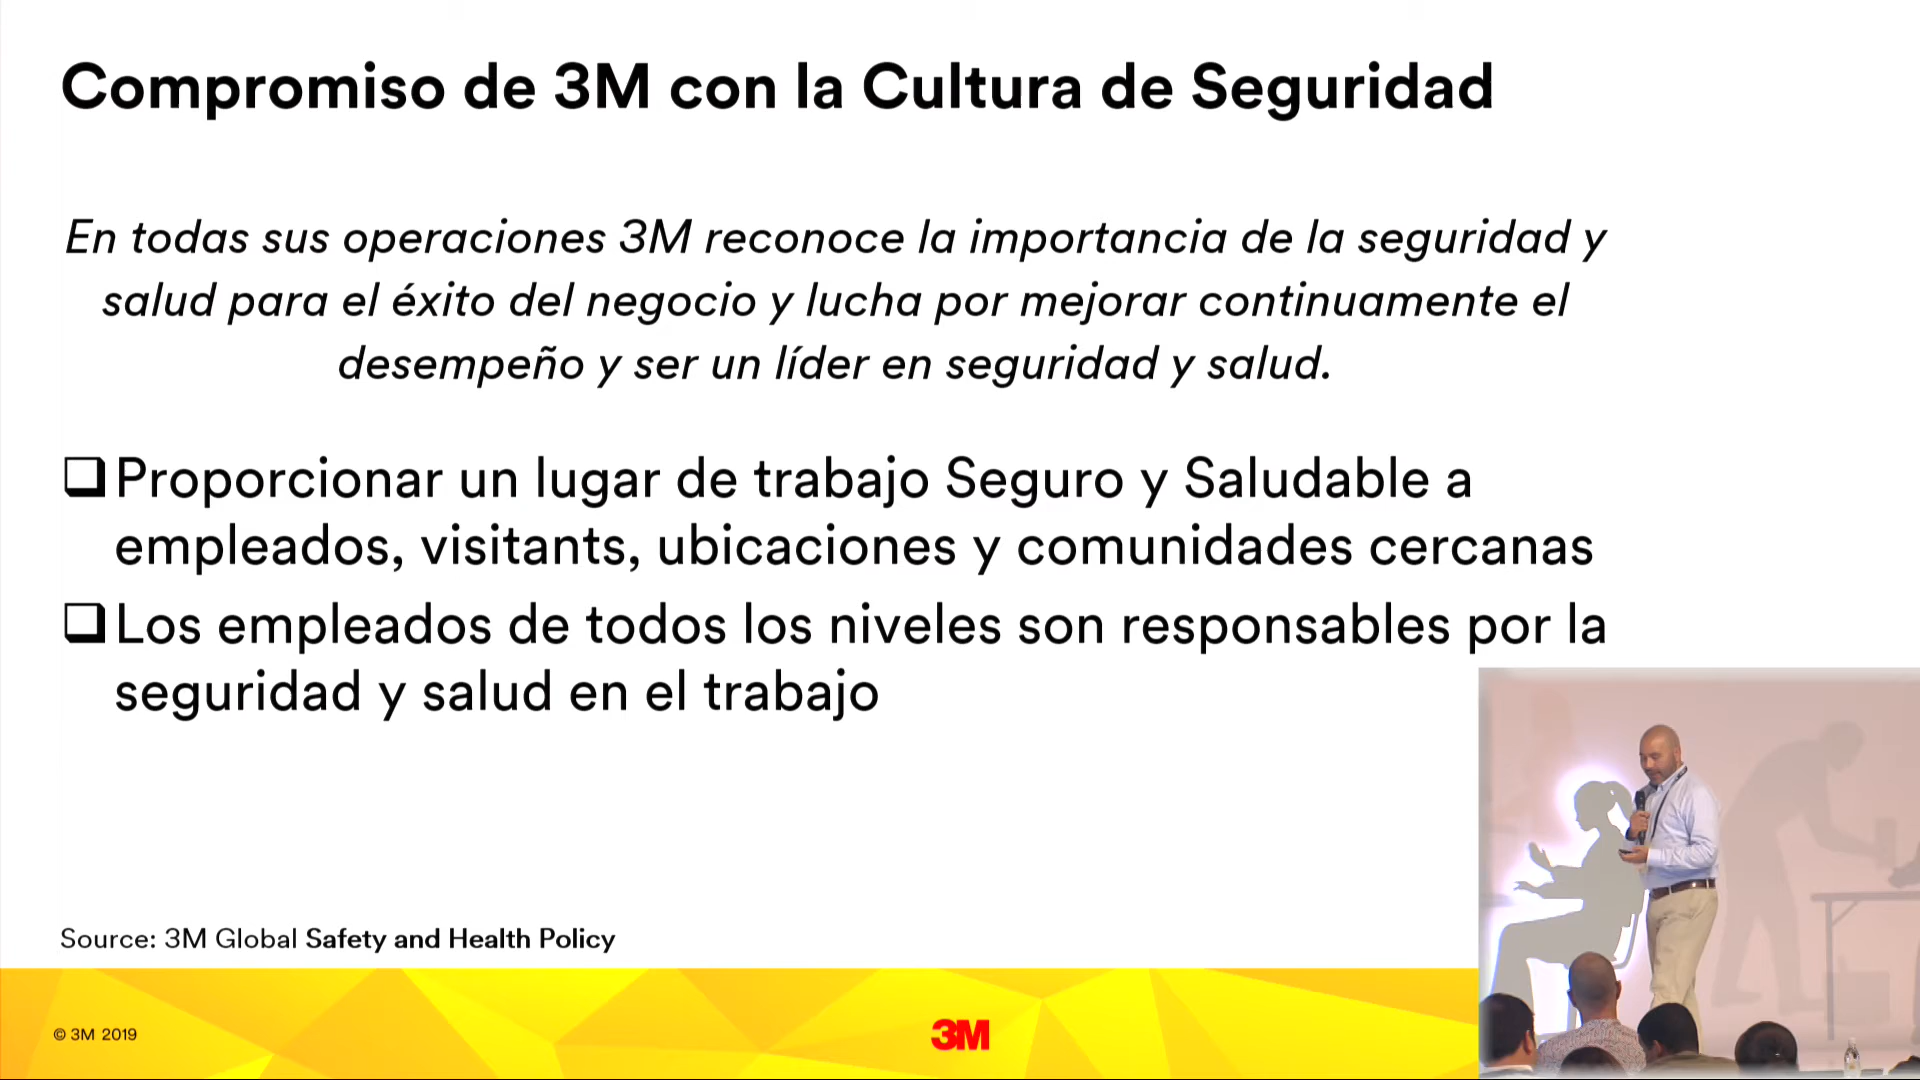 Compromiso de 3M con la Cultura de Seguridad
En todas sus operaciones 3M reconoce la importancia de la seguridad y
salud para el éxito del negocio y lucha por mejorar continuamente el
desempeño y ser un líder en seguridad y salud.
Proporcionar un lugar de trabajo Seguro y Saludable a
empleados, visitants, ubicaciones y comunidades cercanas
Los empleados de todos los niveles son responsables por la
seguridad y salud en el trabajo
Source: 3M Global Safety and Health Policy
© 3M 2019
3M